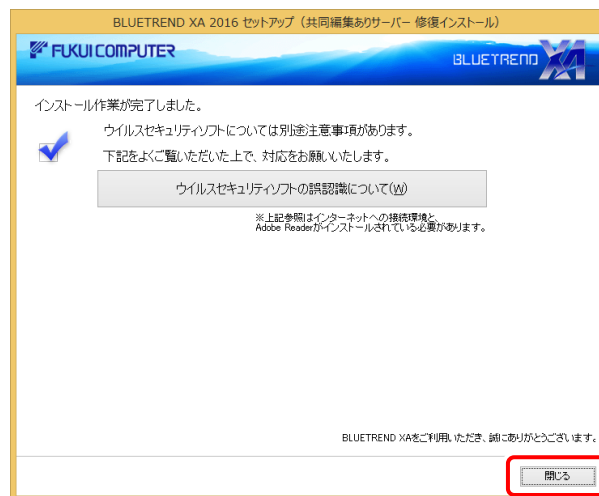 BLUETREND XA 2016 セットアップ（共同編集ありサーバー 修復インストール）
FUKUI COMPUTER
BLUETREND XA
インストール作業が完了しました。
ウイルスセキュリティソフトについては別途注意事項があります。
下記をよくご覧いただいた上で、対応をお願いいたします。
ウイルスセキュリティソフトの誤認識について(W)
※上記参照はインターネットへの接続環境と、
Adobe Readerがインストールされている必要があります。
BLUETREND XAをご利用いただき、誠にありがとうございます。
閉じる